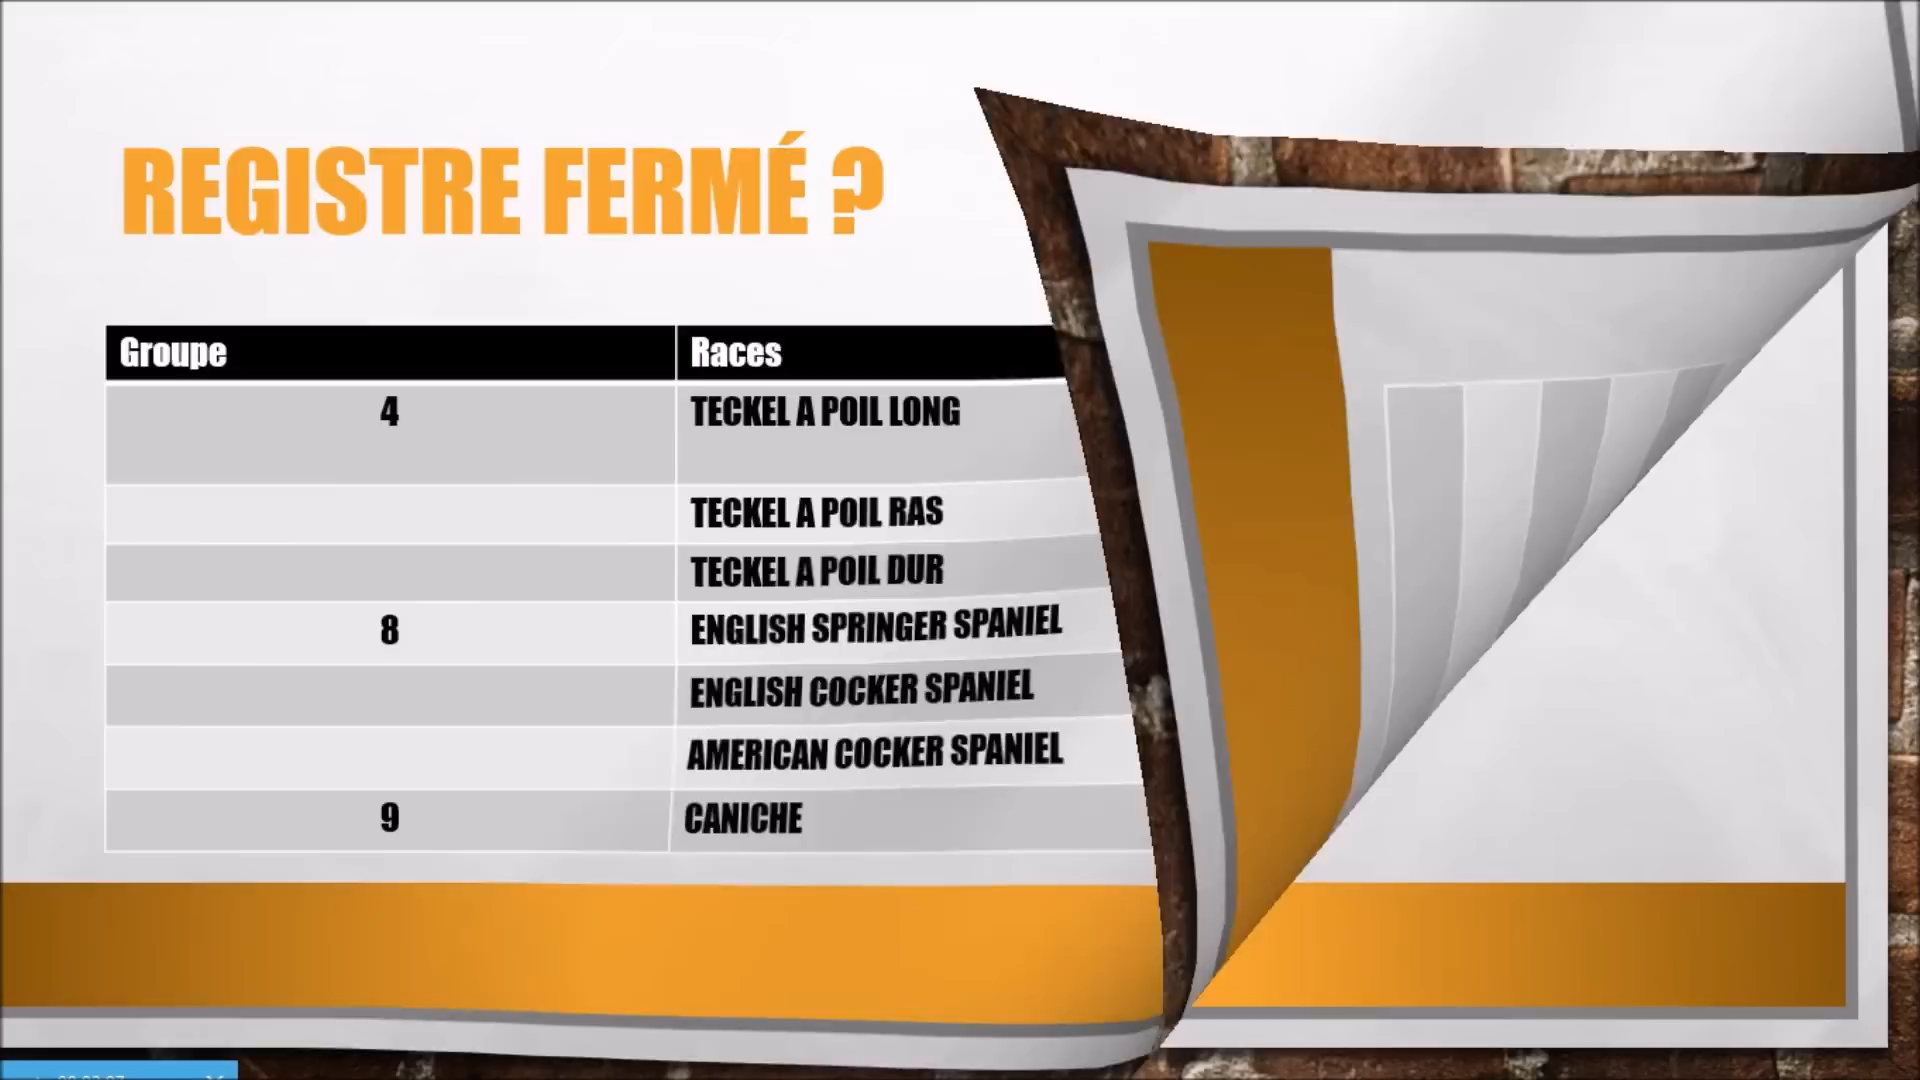 REGISTRE FERMÉ ?
Groupe Races
4 TECKEL A POIL LONG
TECKEL A POIL RAS
TECKEL A POIL DUR
8 ENGLISH SPRINGER SPANIEL
ENGLISH COCKER SPANIEL
AMERICAN COCKER SPANIEL
9 CANICHE